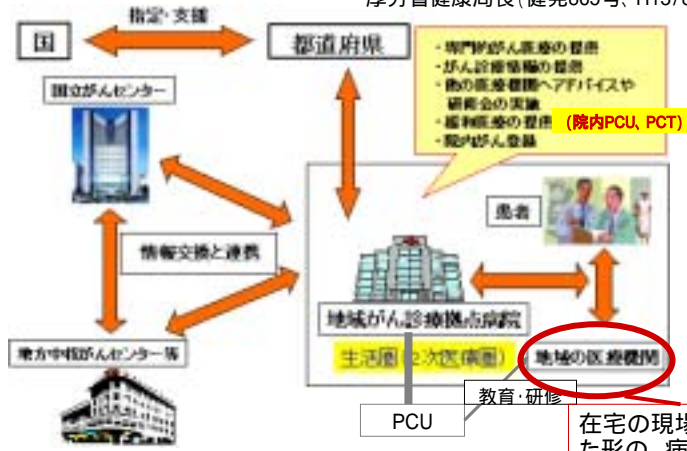 厚労省健康局長(健発
指定・支援
国
都道府県
・専門的がん医療の提供
・がん診療情報の提供
・他の医療機関へアドバイスや
研修会の実施
・緩和医療の提供 (院内PCU、PCT)
・院内がん登録
国立がんセンター
患者
情報交換と連携
地域がん診療拠点病院
地方中核がんセンター等
生活圏(2次医療圏)
地域の医療機関
教育・研修
PCU
在宅の現場
た形の、病